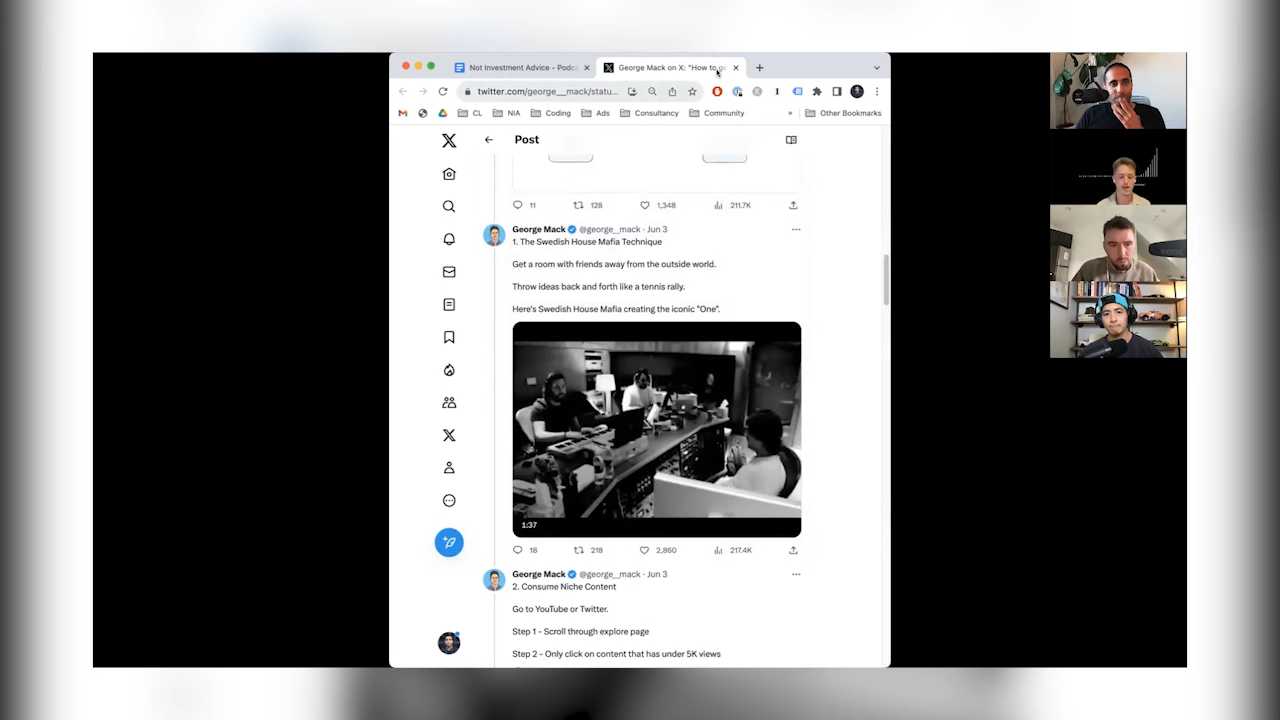 Not Investment Advice - Podc
George Mack on X: "How to ge
twitter.com/george__mack/statu...
CL
NIA
Coding
Ads
Consultancy
Community
»
Other Bookmarks
Post
11
128
1,348
211.7K
George Mack @george__mack · Jun 3
1. The Swedish House Mafia Technique
Get a room with friends away from the outside world.
Throw ideas back and forth like a tennis rally.
Here's Swedish House Mafia creating the iconic "One".
1:37
18
218
2,860
217.4K
George Mack @george__mack · Jun 3
2. Consume Niche Content
Go to YouTube or Twitter.
Step 1 - Scroll through explore page
Step 2 - Only click on content that has under 5K views